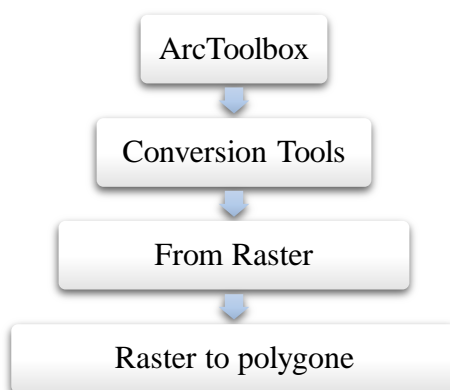 ArcToolbox
Conversion Tools
From Raster
Raster to polygone